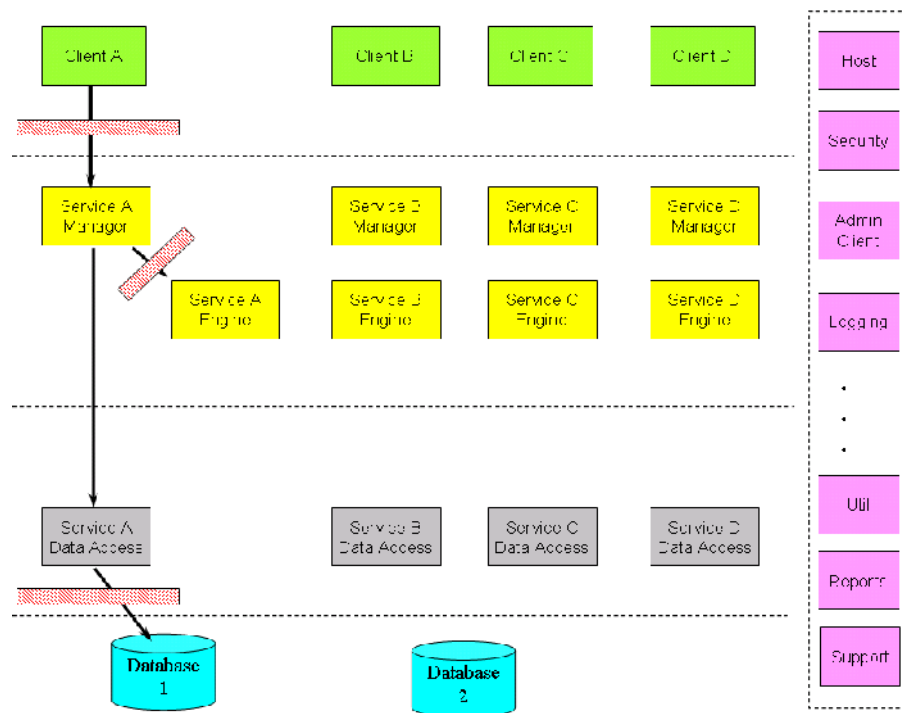 Client A
Client B
Client C
Client D
Service A
Manager
Service B
Manager
Service C
Manager
Service D
Manager
Service A
Engine
Service B
Engine
Service C
Engine
Service D
Engine
Service A
Data Access
Service B
Data Access
Service C
Data Access
Service D
Data Access
Database
1
Database
2
Host
Security
Admin
Client
Logging
Util
Reports
Support